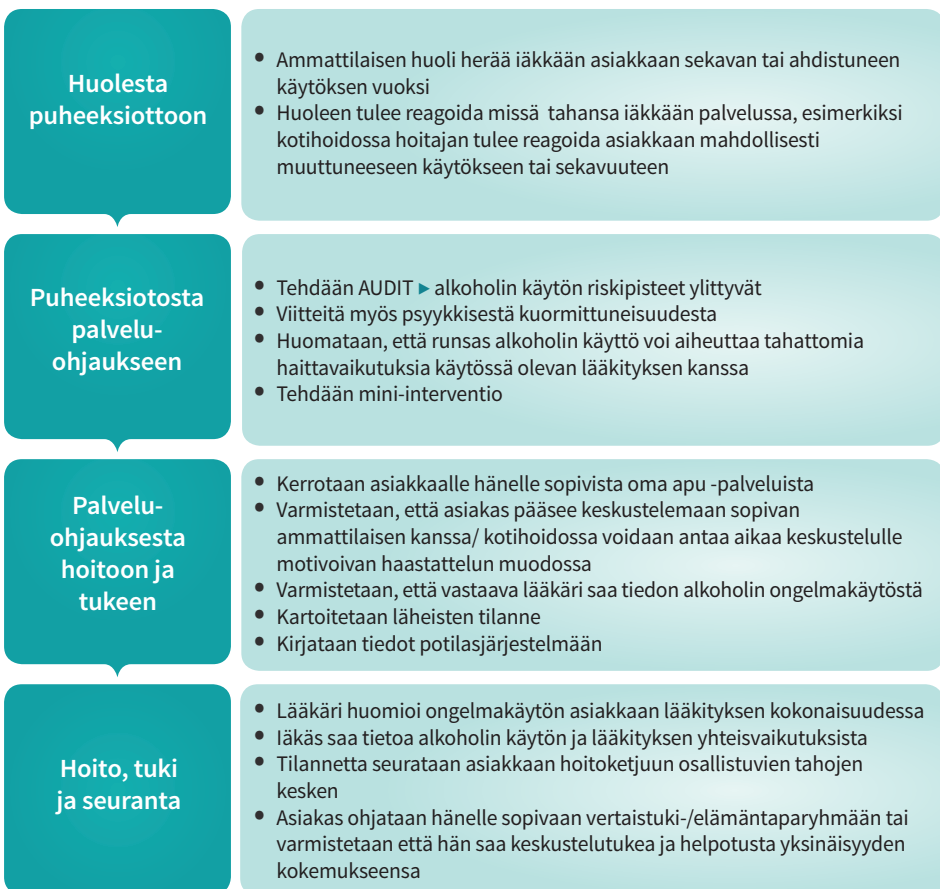 Huolesta
puheeksiottoon
• Ammattilaisen huoli herää iäkkään asiakkaan sekavan tai ahdistuneen
käytöksen vuoksi
• Huoleen tulee reagoida missä tahansa iäkkään palvelussa, esimerkiksi
kotihoidossa hoitajan tulee reagoida asiakkaan mahdollisesti
muuttuneeseen käytökseen tai sekavuuteen
Puheeksiotosta
palvelu-
ohjaukseen
• Tehdään AUDIT ▸ alkoholin käytön riskipisteet ylittyvät
• Viitteitä myös psyykkisestä kuormittuneisuudesta
• Huomataan, että runsas alkoholin käyttö voi aiheuttaa tahattomia
haittavaikutuksia käytössä olevan lääkityksen kanssa
• Tehdään mini-interventio
Palvelu-
ohjauksesta
hoitoon ja
tukeen
• Kerrotaan asiakkaalle hänelle sopivista oma apu -palveluista
• Varmistetaan, että asiakas pääsee keskustelemaan sopivan
ammattilaisen kanssa/ kotihoidossa voidaan antaa aikaa keskustelulle
motivoivan haastattelun muodossa
• Varmistetaan, että vastaava lääkäri saa tiedon alkoholin ongelmakäytöstä
• Kartoitetaan läheisten tilanne
• Kirjataan tiedot potilasjärjestelmään
Hoito, tuki
ja seuranta
• Lääkäri huomioi ongelmakäytön asiakkaan lääkityksen kokonaisuudessa
• Iäkäs saa tietoa alkoholin käytön ja lääkityksen yhteisvaikutuksista
• Tilannetta seurataan asiakkaan hoitoketjuun osallistuvien tahojen
kesken
• Asiakas ohjataan hänelle sopivaan vertaistuki-/elämäntaparyhmään tai
varmistetaan että hän saa keskustelutukea ja helpotusta yksinäisyyden
kokemukseensa